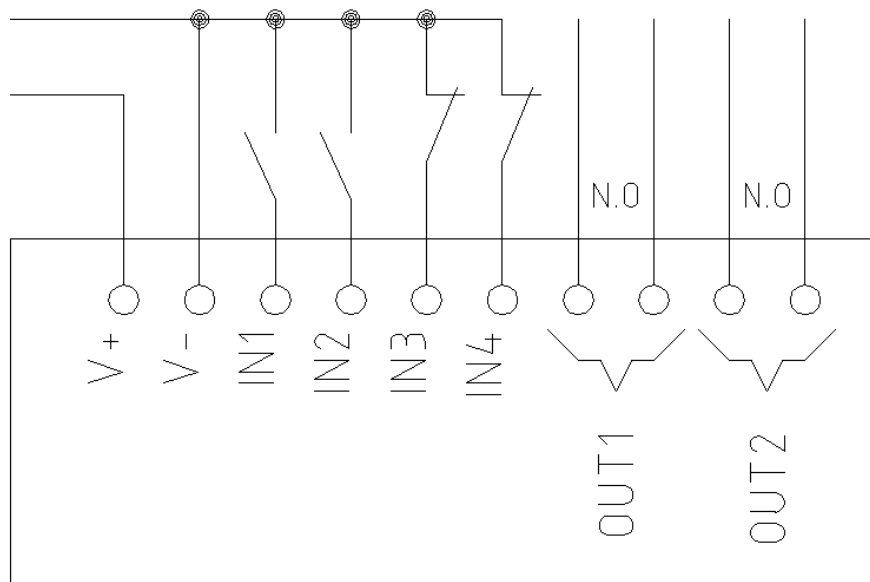 N.O
N.O
V+
V-
IN1
IN2
IN3
IN4
OUT1
OUT2